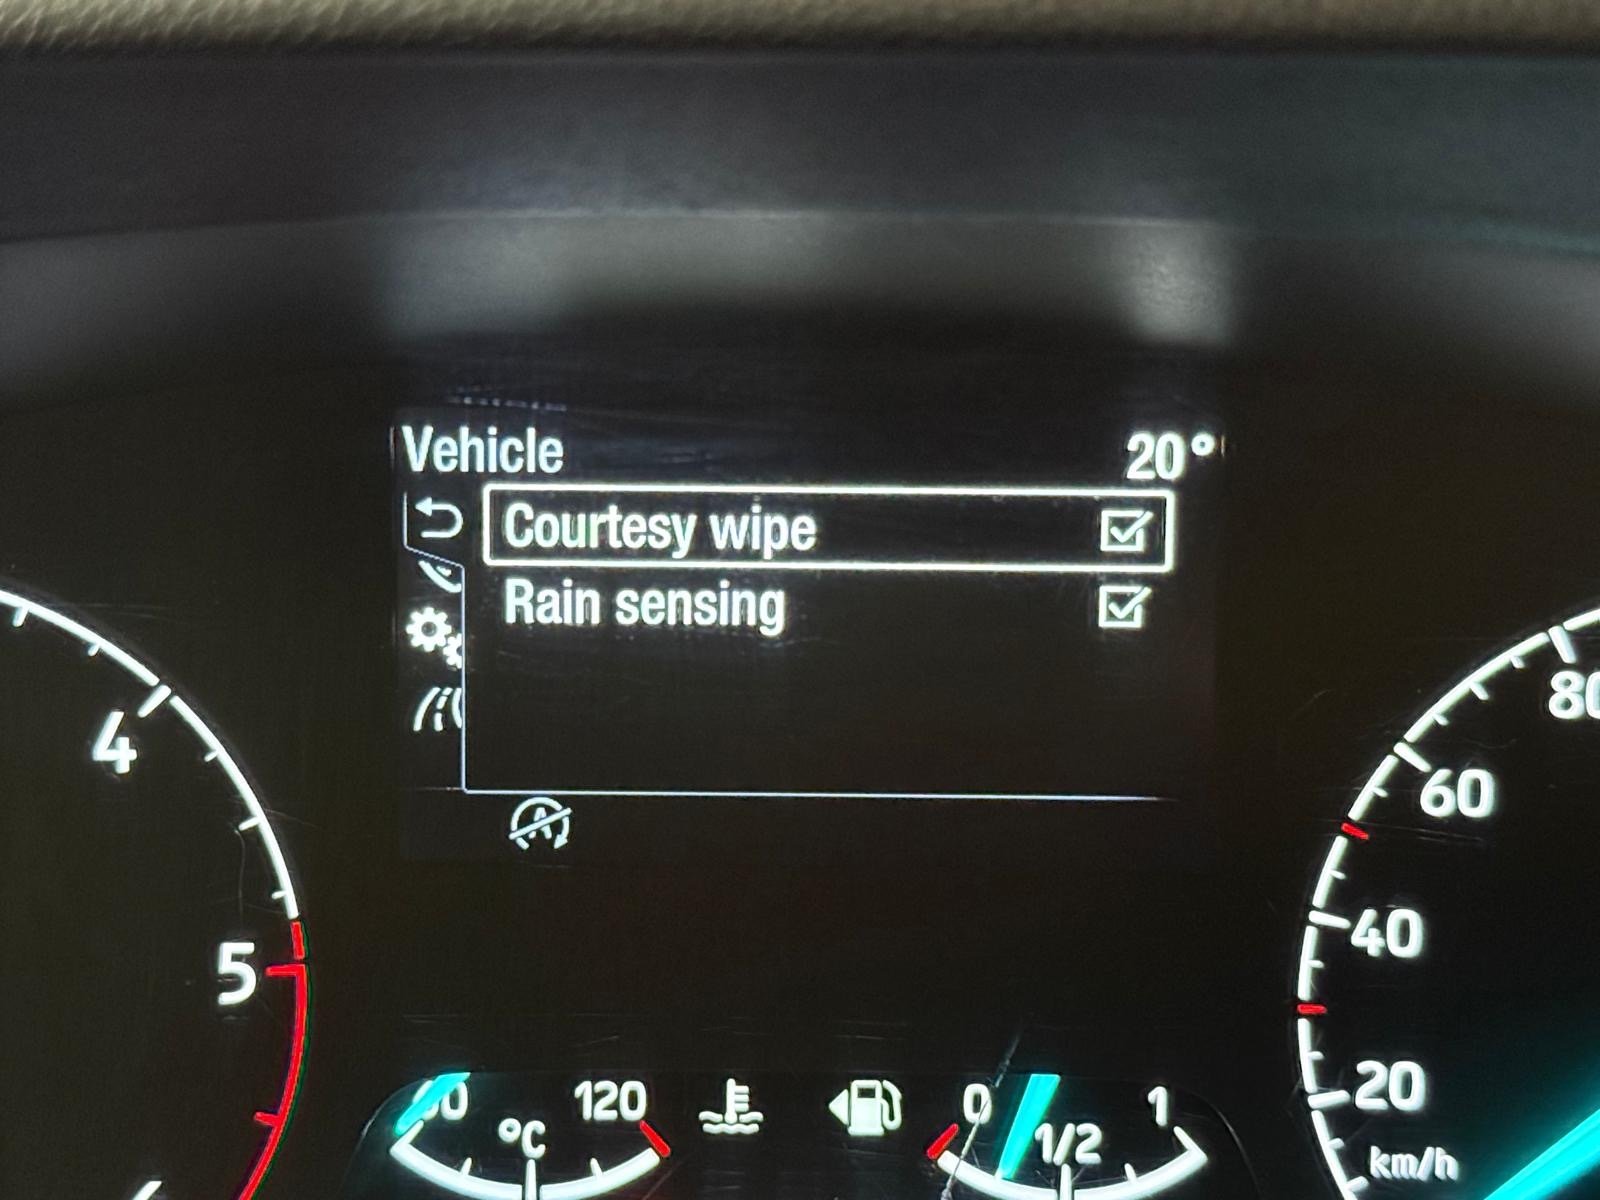 Vehicle 20°
Courtesy wipe
Rain sensing
A
4
5
80
60
40
20
km/h
120
°C
0
1/2
1